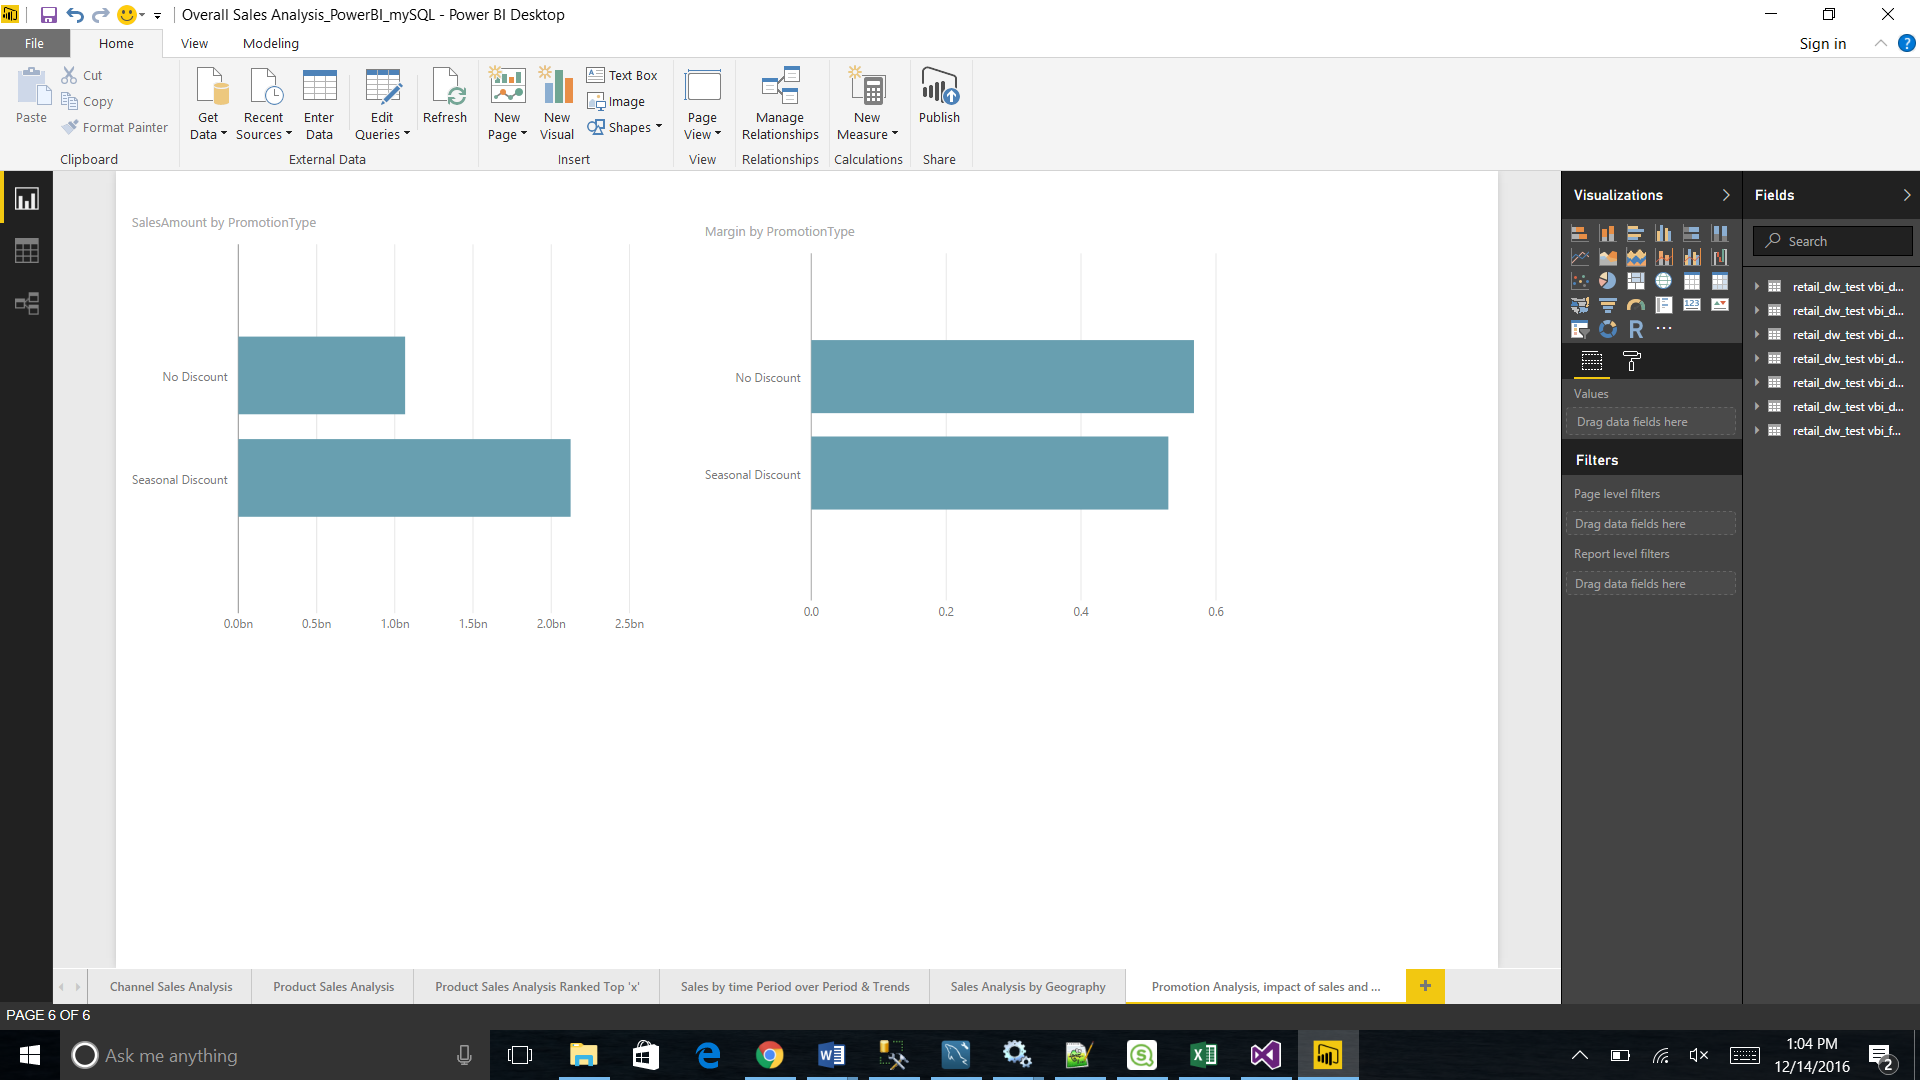 Overall Sales Analysis_PowerBI_mySQL - Power BI Desktop
File Home View Modeling Sign in
Paste
Cut
Copy
Format Painter
Clipboard
Get Data
Recent Sources
Enter Data
Edit Queries
Refresh
External Data
New Page
New Visual
Text Box
Image
Shapes
Insert
Page View
View
Manage Relationships
Relationships
New Measure
Calculations
Publish
Share
SalesAmount by PromotionType
No Discount
Seasonal Discount
0.0bn 0.5bn 1.0bn 1.5bn 2.0bn 2.5bn
Margin by PromotionType
No Discount
Seasonal Discount
0.0 0.2 0.4 0.6
Visualizations
R
123
Values
Drag data fields here
Filters
Page level filters
Drag data fields here
Report level filters
Drag data fields here
Fields
Search
retail_dw_test vbi_d...
retail_dw_test vbi_d...
retail_dw_test vbi_d...
retail_dw_test vbi_d...
retail_dw_test vbi_d...
retail_dw_test vbi_d...
retail_dw_test vbi_f...
Channel Sales Analysis Product Sales Analysis Product Sales Analysis Ranked Top 'x' Sales by time Period over Period & Trends Sales Analysis by Geography Promotion Analysis, impact of sales and ...
PAGE 6 OF 6
Ask me anything
1:04 PM
12/14/2016
2